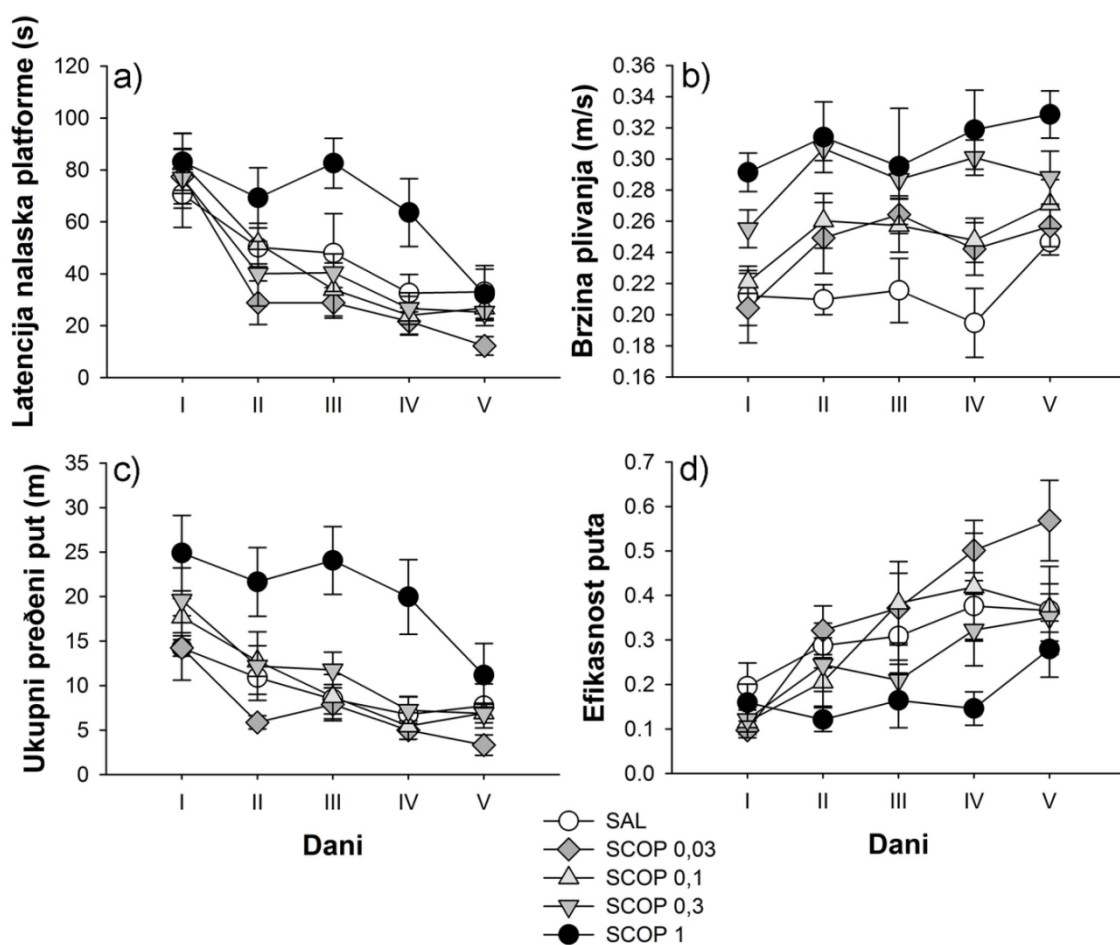 a)
Latencija nalaska platforme (s)
120
100
80
60
40
20
0
I II III IV V
b)
Brzina plivanja (m/s)
0.36
0.34
0.32
0.30
0.28
0.26
0.24
0.22
0.20
0.18
0.16
I II III IV V
c)
Ukupni preðeni put (m)
35
30
25
20
15
10
5
0
I II III IV V
Dani
d)
Efikasnost puta
0.7
0.6
0.5
0.4
0.3
0.2
0.1
0.0
I II III IV V
Dani
SAL
SCOP 0,03
SCOP 0,1
SCOP 0,3
SCOP 1